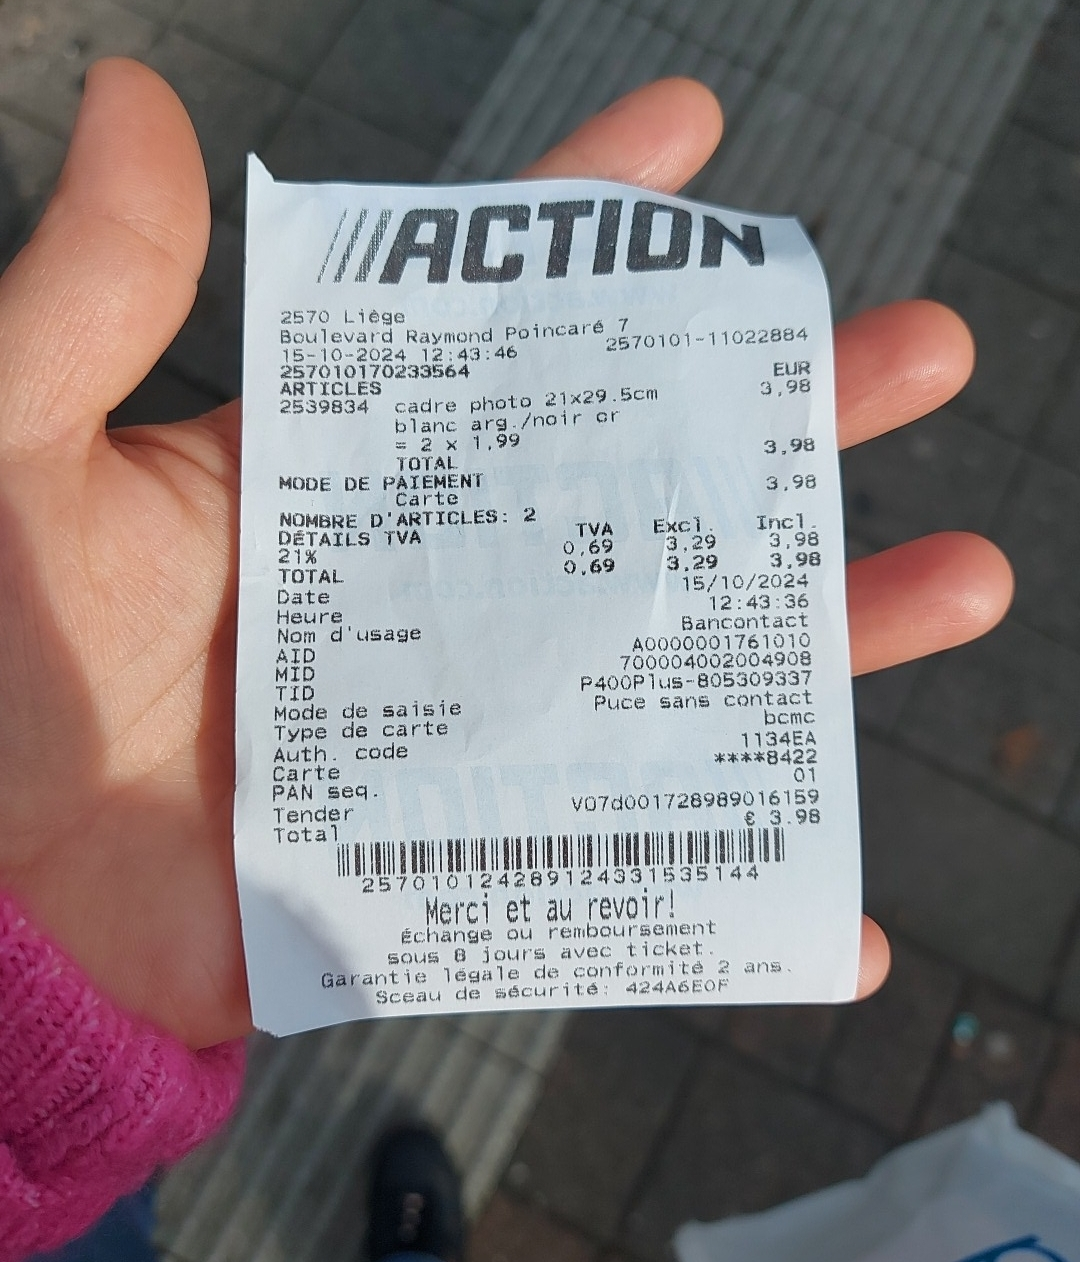 ///ACTION
2570 Liège
Boulevard Raymond Poincaré 7
15-10-2024 12:43:46 2570101-11022884
257010170233564 EUR
ARTICLES 3,98
2539834 cadre photo 21x29.5cm
blanc arg./noir or
= 2 x 1,99
TOTAL 3,98
MODE DE PAIEMENT
Carte 3,98
NOMBRE D'ARTICLES: 2
DÉTAILS TVA TVA Excl. Incl.
21% 0,69 3,29 3,98
TOTAL 0,69 3,29 3,98
Date 15/10/2024
Heure 12:43:36
Nom d'usage Bancontact
AID A0000001761010
MID 700004002004908
TID P400Plus-805309337
Mode de saisie Puce sans contact
Type de carte bcmc
Auth. code 1134EA
Carte ****8422
PAN seq. 01
Tender V07d001728989016159
Total € 3.98
2570101242891243315 35144
Merci et au revoir!
Échange ou remboursement
sous 8 jours avec ticket.
Garantie légale de conformité 2 ans.
Sceau de sécurité: 424A6E0F